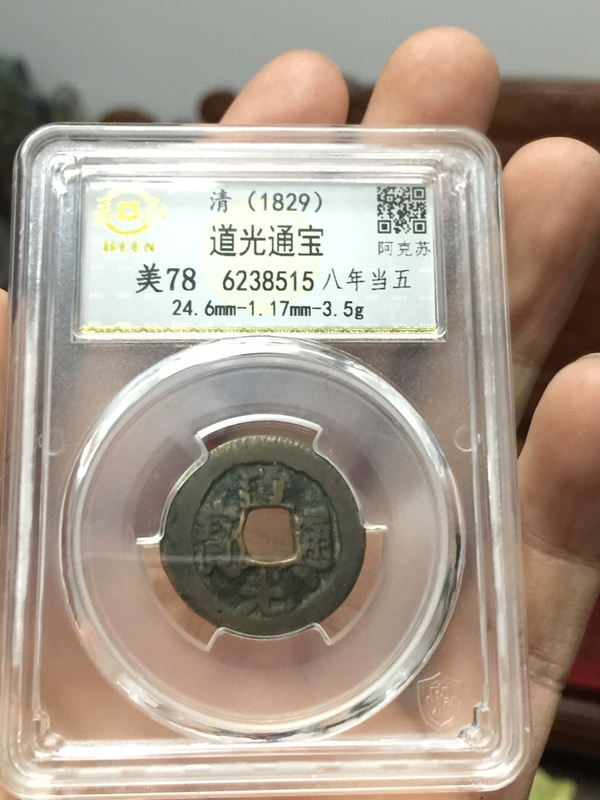 清（1829）
道光通宝
阿克苏
美78 6238515 八年当五
24.6mm-1.17mm-3.5g
道光通寶